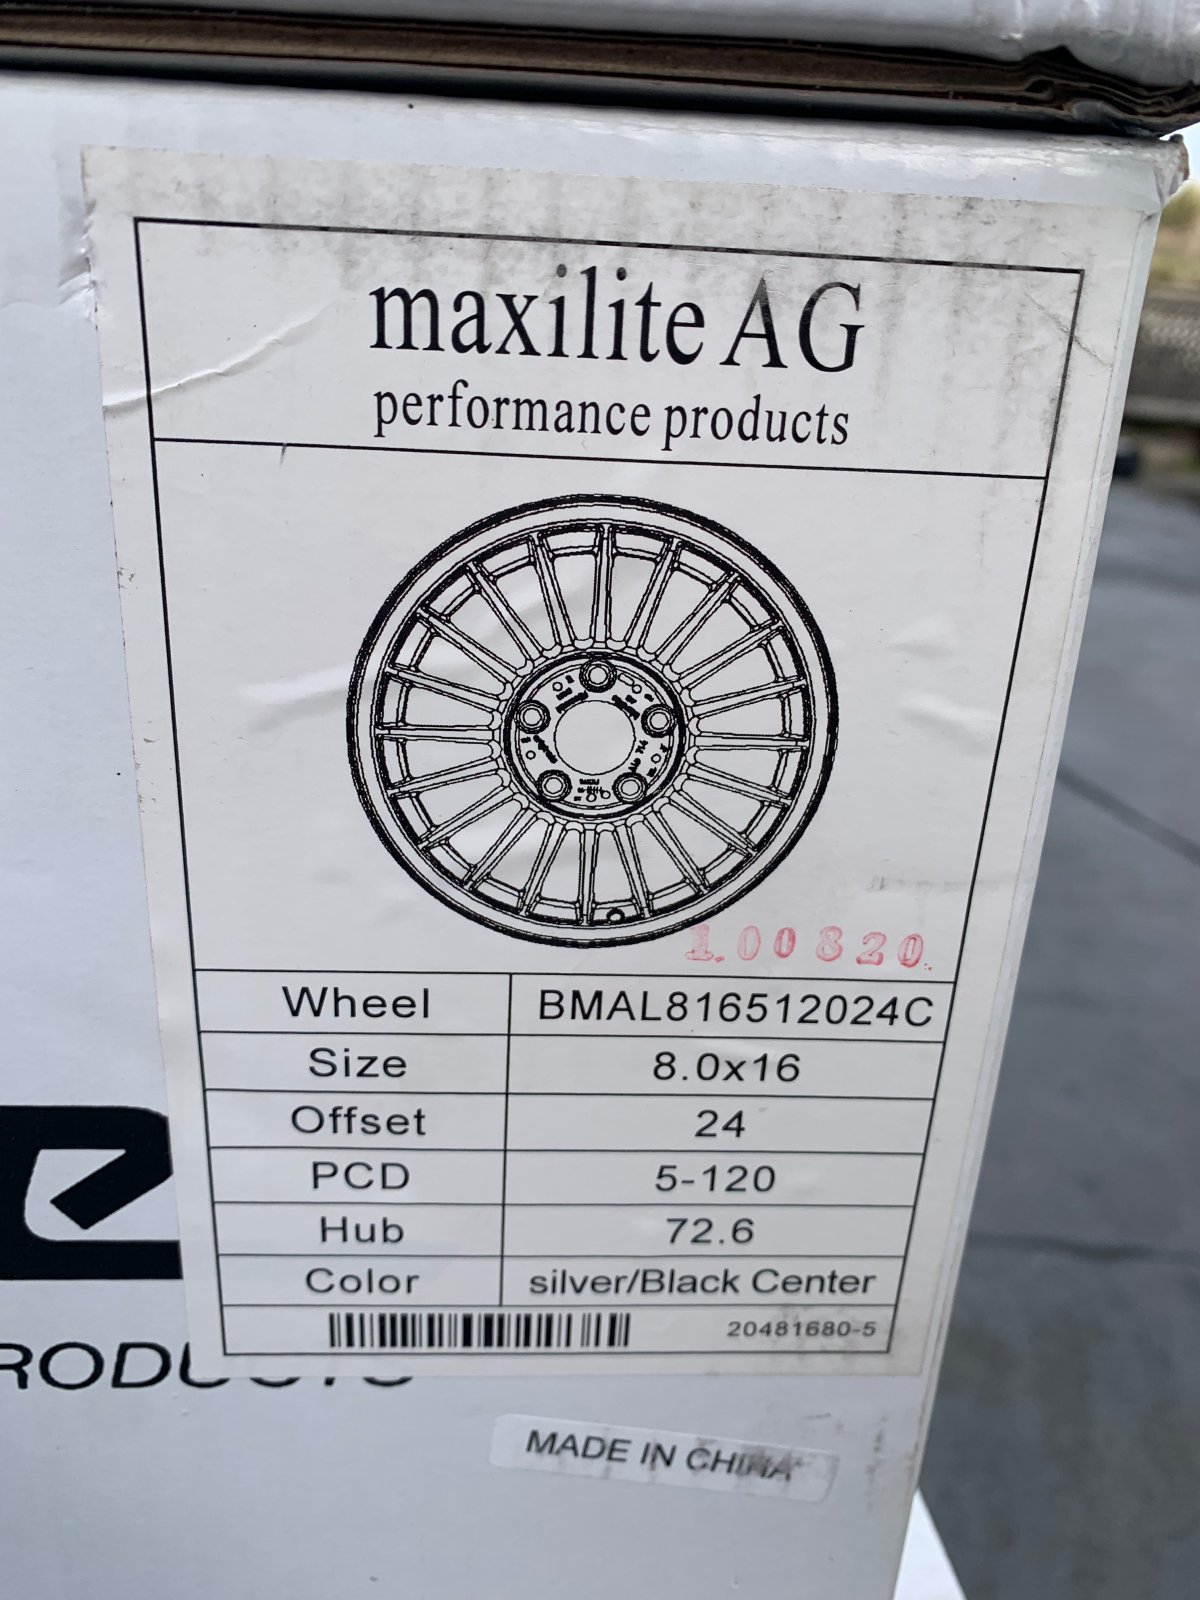 maxilite AG
performance products
1.00820.
Wheel BMAL816512024C
Size 8.0x16
Offset 24
PCD 5-120
Hub 72.6
Color silver/Black Center
20481680-5
MADE IN CHINA